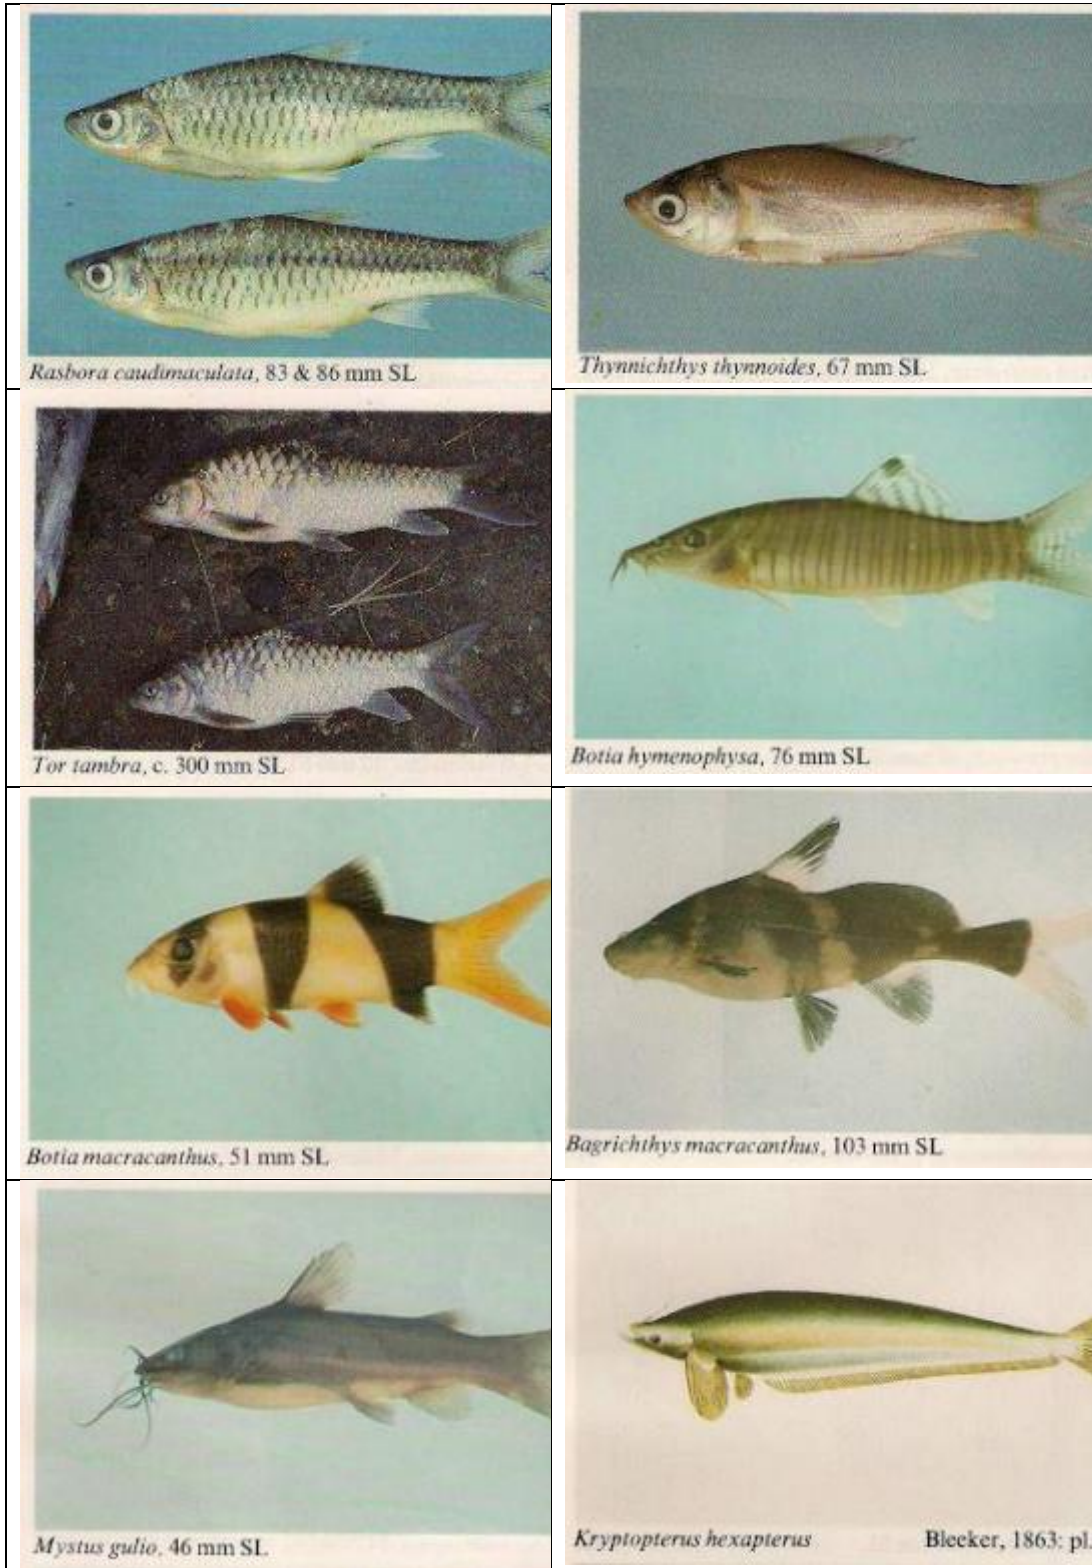 Rasbora caudimaculata, 83 & 86 mm SL
Thynnichthys thynnoides, 67 mm SL
Tor tambra, c. 300 mm SL
Botia hymenophysa, 76 mm SL
Botia macracanthus, 51 mm SL
Bagrichthys macracanthus, 103 mm SL
Mystus gulio, 46 mm SL
Kryptopterus hexapterus Bleeker, 1863: pl